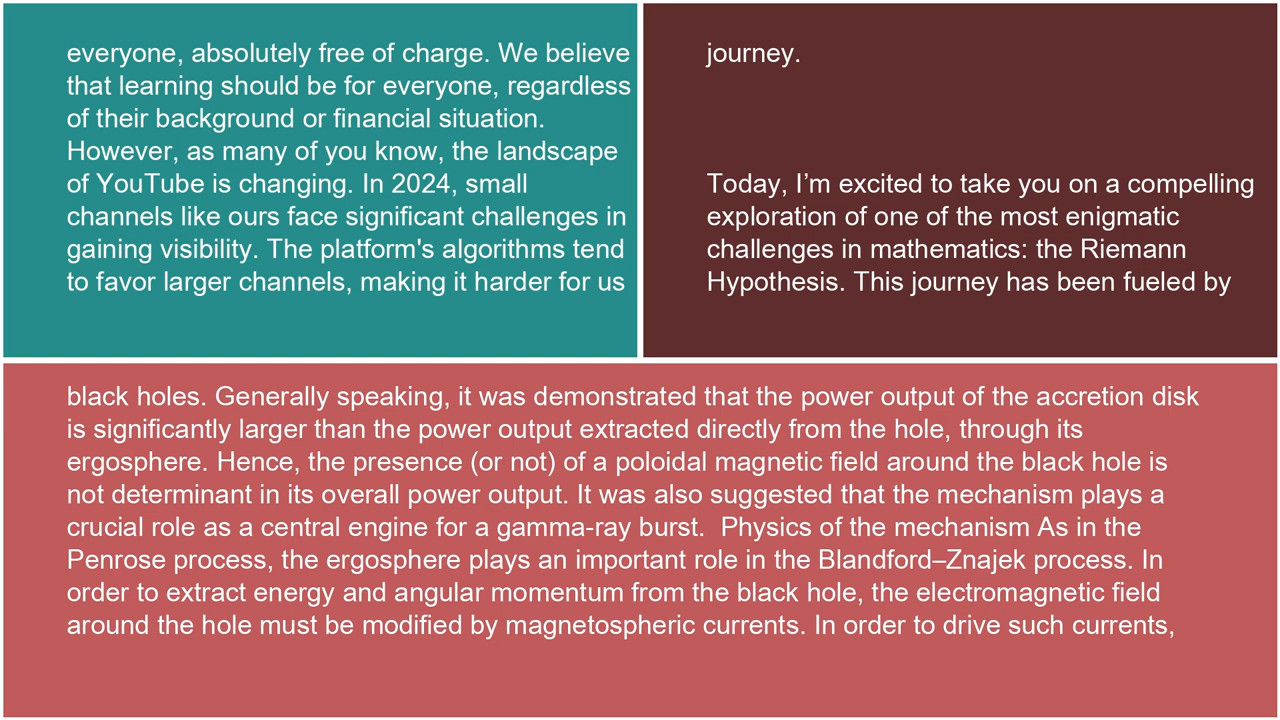 everyone, absolutely free of charge. We believe
that learning should be for everyone, regardless
of their background or financial situation.
However, as many of you know, the landscape
of YouTube is changing. In 2024, small
channels like ours face significant challenges in
gaining visibility. The platform's algorithms tend
to favor larger channels, making it harder for us
journey.
Today, I’m excited to take you on a compelling
exploration of one of the most enigmatic
challenges in mathematics: the Riemann
Hypothesis. This journey has been fueled by
black holes. Generally speaking, it was demonstrated that the power output of the accretion disk
is significantly larger than the power output extracted directly from the hole, through its
ergosphere. Hence, the presence (or not) of a poloidal magnetic field around the black hole is
not determinant in its overall power output. It was also suggested that the mechanism plays a
crucial role as a central engine for a gamma-ray burst.  Physics of the mechanism As in the
Penrose process, the ergosphere plays an important role in the Blandford–Znajek process. In
order to extract energy and angular momentum from the black hole, the electromagnetic field
around the hole must be modified by magnetospheric currents. In order to drive such currents,